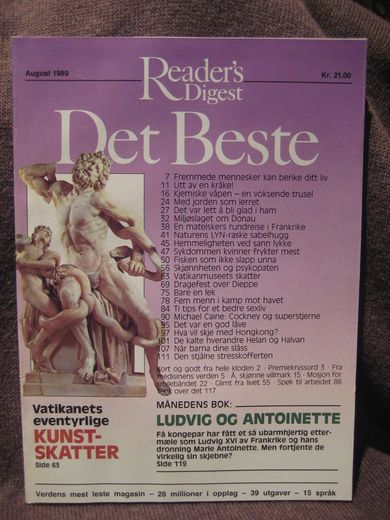 August 1989
Reader's
Digest
Kr. 21,00
Det Beste
7 Fremmede mennesker kan berike ditt liv
11 Litt av en kråke!
16 Kjemiske våpen – en voksende trusel
24 Med jorden som lerret
27 Det var lett å bli glad i ham
32 Miljøslaget om Donau
38 En matelskers rundreise i Frankrike
41 Naturens LYN-raske sabelhugg
45 Hemmeligheten ved sann lykke
47 Sykdommen kvinner frykter mest
50 Fisken som ikke slapp unna
56 Skjønnheten og psykopaten
63 Vatikanmuseets skatter
69 Dragefest over Dieppe
75 Bare en lek
78 Fem menn i kamp mot havet
84 Ti tips for et bedre sexliv
90 Michael Caine: Cockney og superstjerne
95 Det var en god låve
97 Hva vil skje med Hongkong?
101 De kalte hverandre Helan og Halvan
107 Når barna dine slåss
111 Den stjålne stresskofferten
Kort og godt fra hele kloden 2 · Premiekryssord 5 · Fra
medisinens verden 5 · Å, skjønne villmark 15 · Mosjon for
smilebåndet 22 · Glimt fra livet 55 · Spøk til arbeidet 88
Tenk over det 117
Vatikanets
eventyrlige
KUNST-
SKATTER
Side 63
MÅNEDENS BOK:
LUDVIG OG ANTOINETTE
Få kongepar har fått et så ubarmhjertig etter-
mæle som Ludvig XVI av Frankrike og hans
dronning Marie Antoinette. Men fortjente de
virkelig sin skjebne?
Side 119
Verdens mest leste magasin – 28 millioner i opplag – 39 utgaver – 15 språk